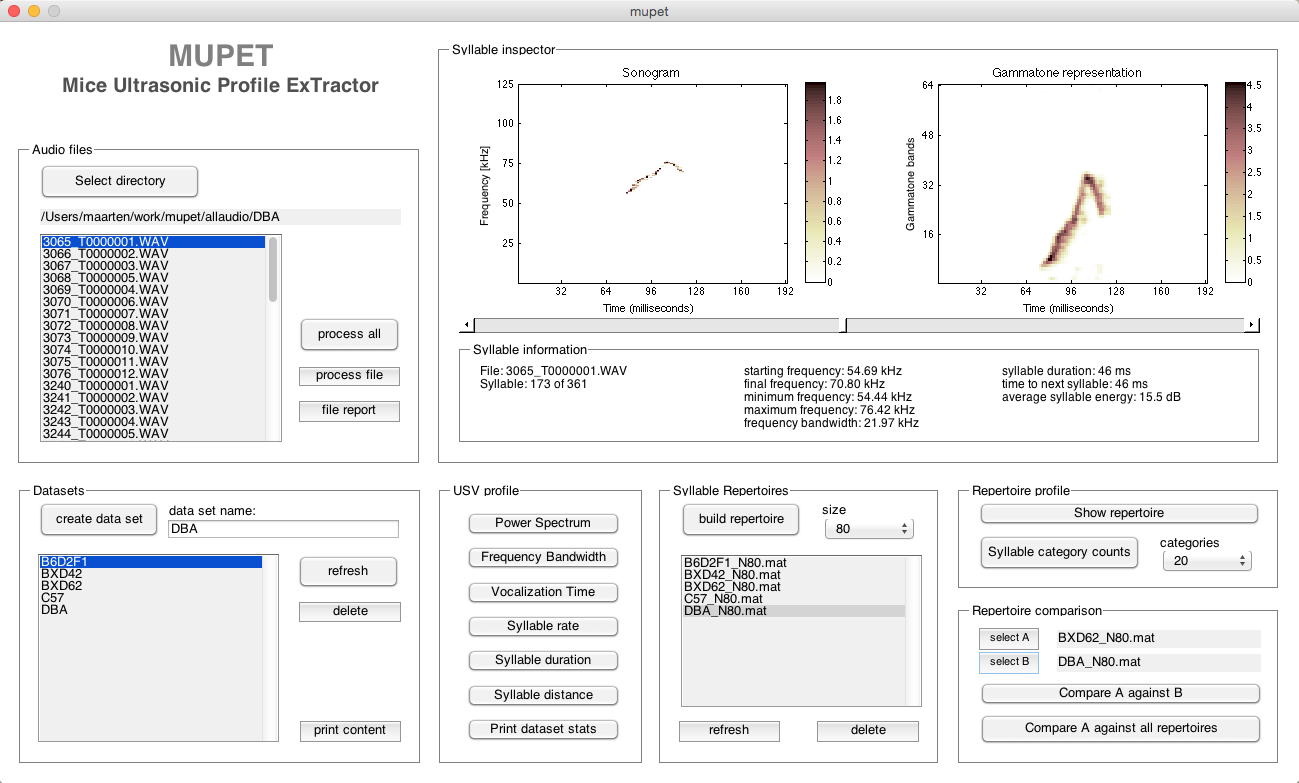 mupet
MUPET
Mice Ultrasonic Profile ExTractor
Audio files
Select directory
/Users/maarten/work/mupet/allaudio/DBA
3065_T0000001.WAV
3066_T0000002.WAV
3067_T0000003.WAV
3068_T0000005.WAV
3069_T0000004.WAV
3070_T0000006.WAV
3071_T0000007.WAV
3072_T0000008.WAV
3073_T0000009.WAV
3074_T0000010.WAV
3075_T0000011.WAV
3076_T0000012.WAV
3240_T0000001.WAV
3241_T0000002.WAV
3242_T0000003.WAV
3243_T0000004.WAV
3244_T0000005.WAV
process all
process file
file report
Syllable inspector
Sonogram
Frequency [kHz]
125
100
75
50
25
32 64 96 128 160 192
Time (milliseconds)
1.8
1.6
1.4
1.2
1
0.8
0.6
0.4
0.2
0
Gammatone representation
Gammatone bands
64
48
32
16
32 64 96 128 160 192
Time (milliseconds)
4.5
4
3.5
3
2.5
2
1.5
1
0.5
0
Syllable information
File: 3065_T0000001.WAV
Syllable: 173 of 361
starting frequency: 54.69 kHz
final frequency: 70.80 kHz
minimum frequency: 54.44 kHz
maximum frequency: 76.42 kHz
frequency bandwidth: 21.97 kHz
syllable duration: 46 ms
time to next syllable: 46 ms
average syllable energy: 15.5 dB
Datasets
create data set
data set name:
DBA
B6D2F1
BXD42
BXD62
C57
DBA
refresh
delete
print content
USV profile
Power Spectrum
Frequency Bandwidth
Vocalization Time
Syllable rate
Syllable duration
Syllable distance
Print dataset stats
Syllable Repertoires
build repertoire
size
80
B6D2F1_N80.mat
BXD42_N80.mat
BXD62_N80.mat
C57_N80.mat
DBA_N80.mat
refresh
delete
Repertoire profile
Show repertoire
Syllable category counts
categories
20
Repertoire comparison
select A
BXD62_N80.mat
select B
DBA_N80.mat
Compare A against B
Compare A against all repertoires